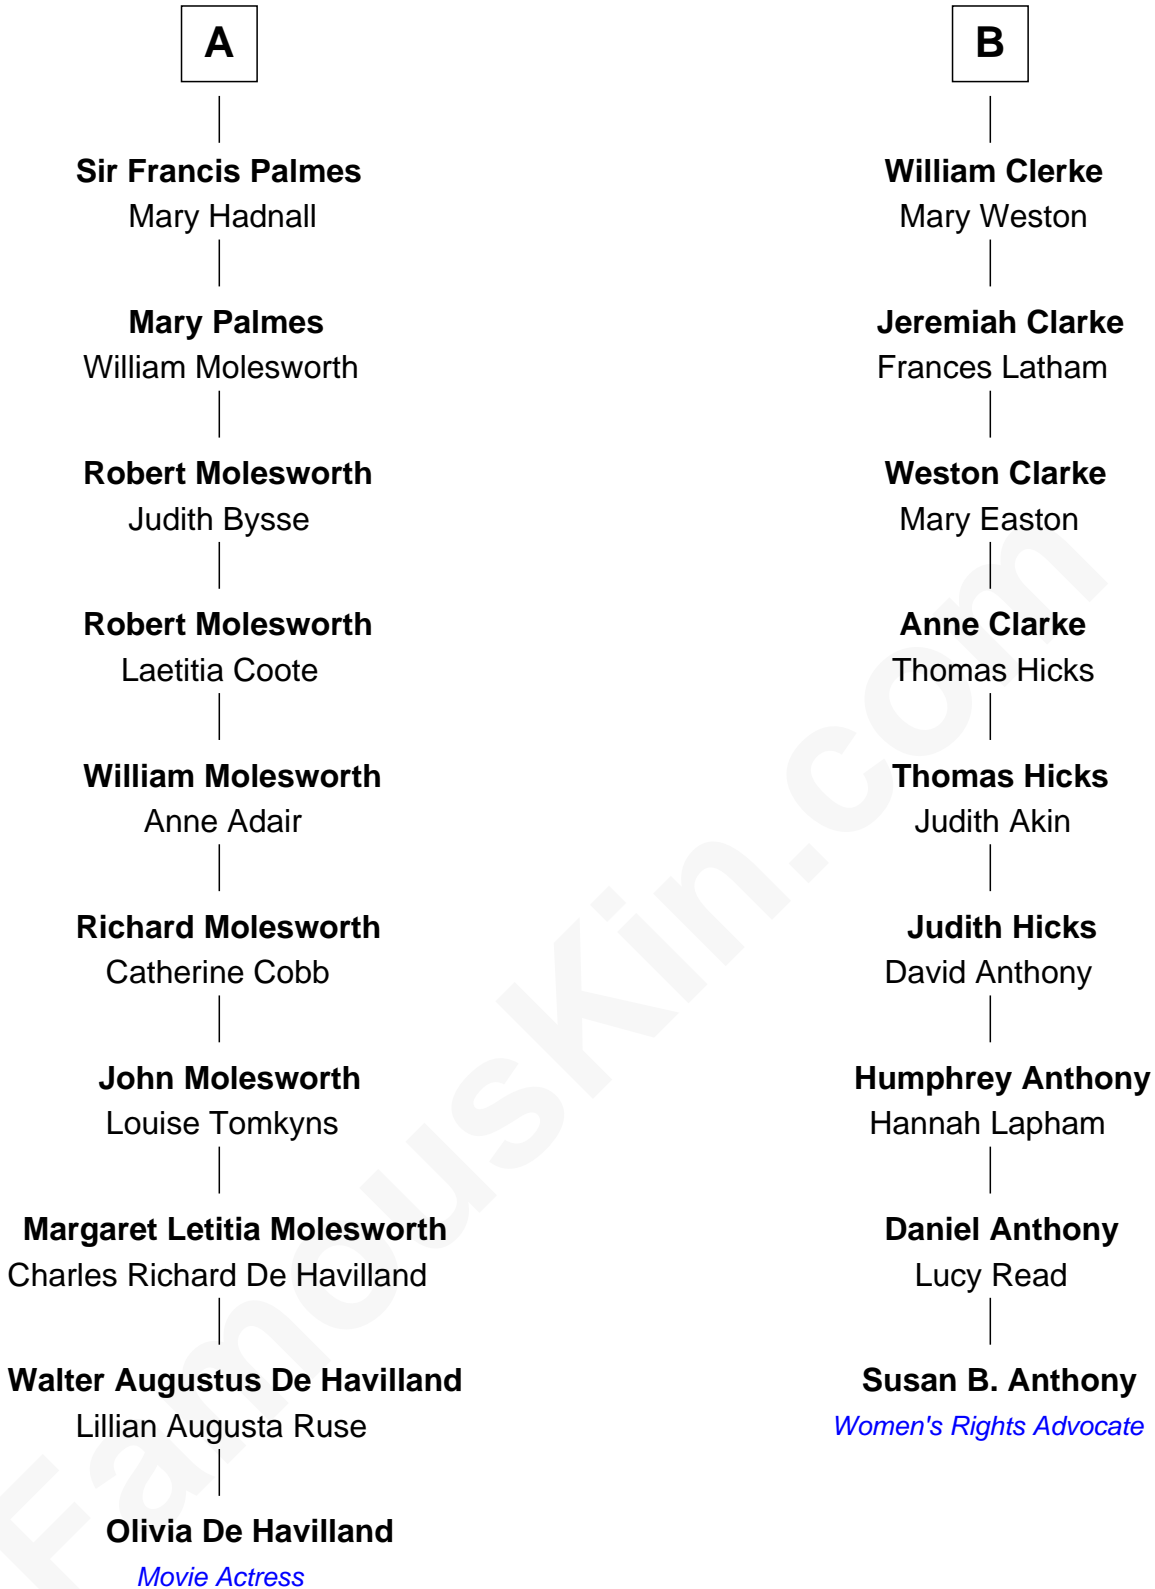 A
Sir Francis Palmes
Mary Hadnall
Mary Palmes
William Molesworth
Robert Molesworth
Judith Bysse
Robert Molesworth
Laetitia Coote
William Molesworth
Anne Adair
Richard Molesworth
Catherine Cobb
John Molesworth
Louise Tomkyns
Margaret Letitia Molesworth
Charles Richard De Havilland
Walter Augustus De Havilland
Lillian Augusta Ruse
Olivia De Havilland
Movie Actress
B
William Clerke
Mary Weston
Jeremiah Clarke
Frances Latham
Weston Clarke
Mary Easton
Anne Clarke
Thomas Hicks
Thomas Hicks
Judith Akin
Judith Hicks
David Anthony
Humphrey Anthony
Hannah Lapham
Daniel Anthony
Lucy Read
Susan B. Anthony
Women's Rights Advocate
FamousKin.com